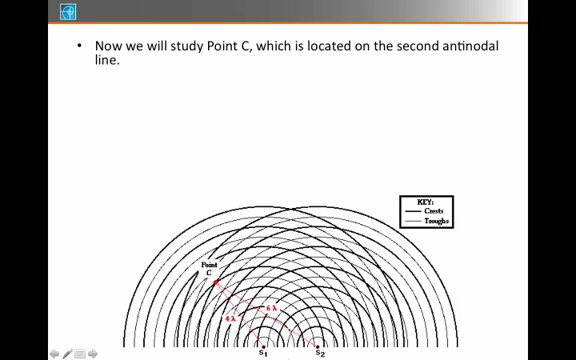 • Now we will study Point C, which is located on the second antinodal
line.
KEY:
Crests
Troughs
Point
C
6 λ
4 λ
S1
S2